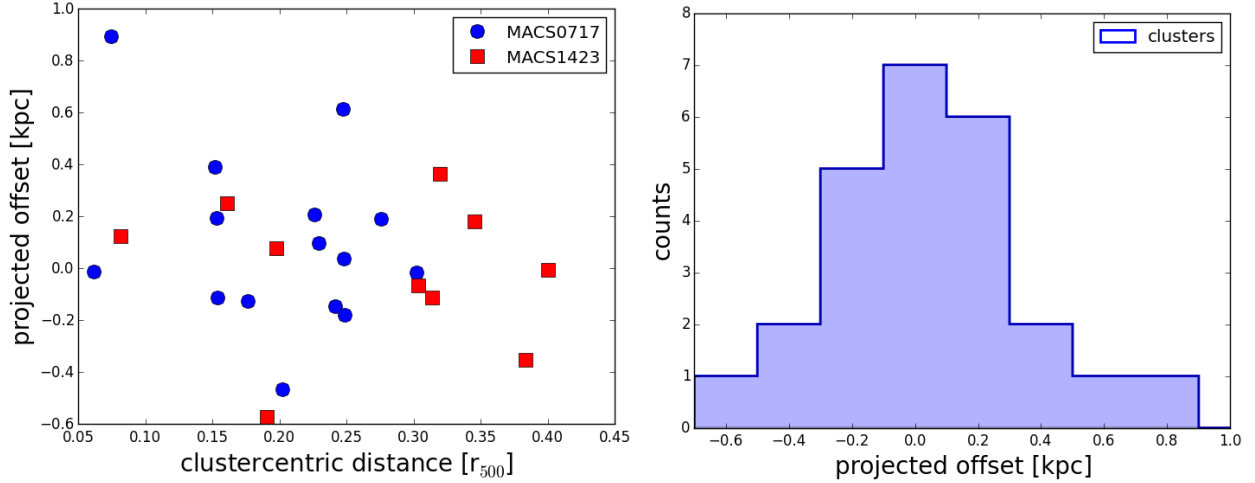 1.0
0.8
0.6
0.4
0.2
0.0
−0.2
−0.4
−0.6
projected offset [kpc]
MACS0717
MACS1423
0.05 0.10 0.15 0.20 0.25 0.30 0.35 0.40 0.45
clustercentric distance [r500]
8
7
6
5
4
3
2
1
0
counts
clusters
−0.6 −0.4 −0.2 0.0 0.2 0.4 0.6 0.8 1.0
projected offset [kpc]